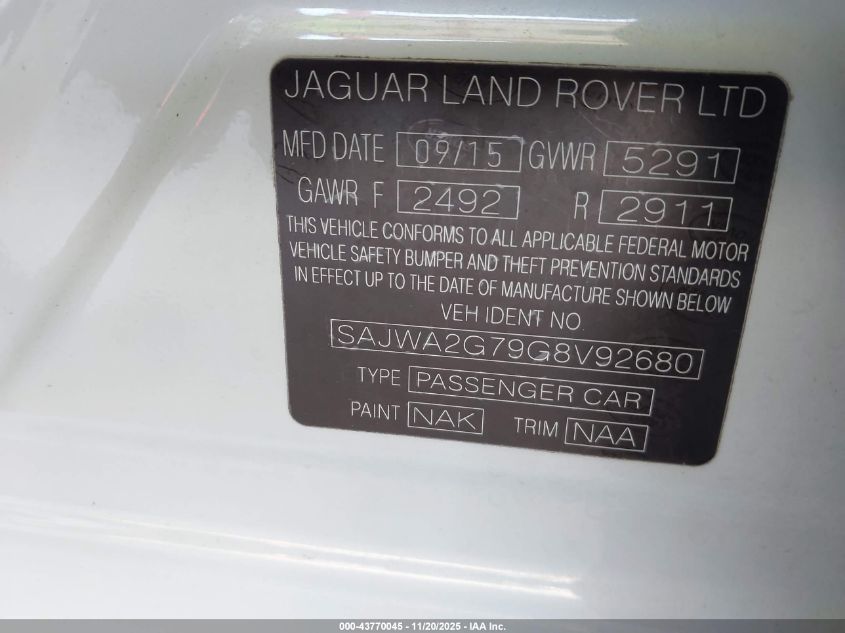 JAGUAR LAND ROVER LTD
MFD DATE 09/15 GVWR 5291
GAWR F 2492 R 2911
THIS VEHICLE CONFORMS TO ALL APPLICABLE FEDERAL MOTOR
VEHICLE SAFETY BUMPER AND THEFT PREVENTION STANDARDS
IN EFFECT UP TO THE DATE OF MANUFACTURE SHOWN BELOW
VEH IDENT NO.
SAJWA2G79G8V92680
TYPE PASSENGER CAR
PAINT NAK TRIM NAA
000-43770045 - 11/20/2025 - IAA Inc.